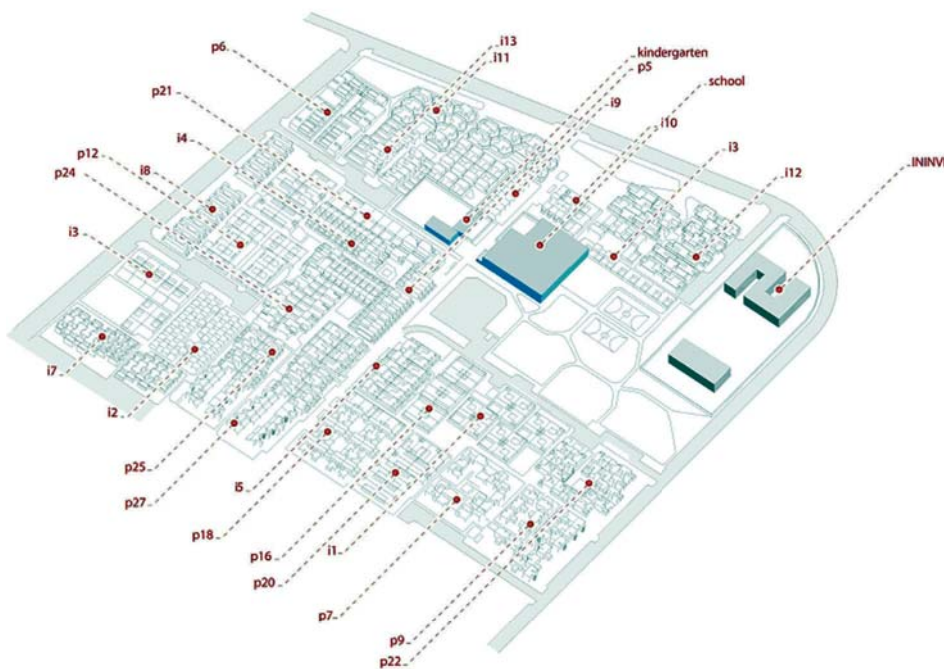 i13
p6
i11
kindergarten
p5
school
p21
i9
i10
i4
i3
p12
i8
i12
ININVI
p24
i3
i7
i2
p25
p27
i5
p18
p16
i1
p20
p7
p9
p22